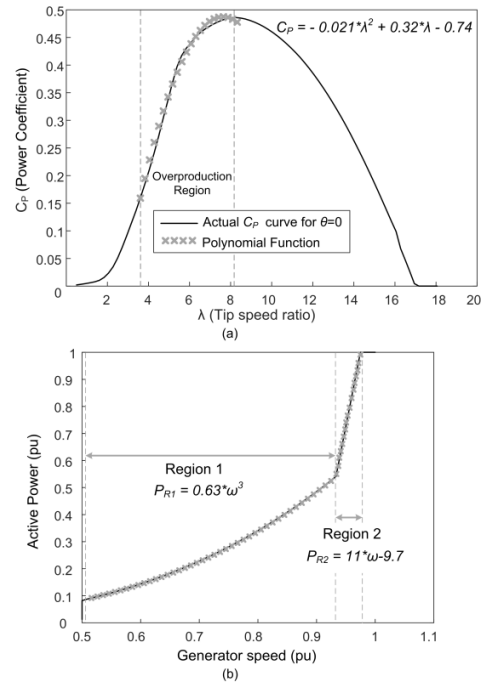 0.5
0.45
0.4
0.35
0.3
0.25
0.2
0.15
0.1
0.05
0
C_P (Power Coefficient)
C_P = - 0.021*λ² + 0.32*λ - 0.74
Overproduction
Region
Actual C_P curve for θ=0
Polynomial Function
2 4 6 8 10 12 14 16 18 20
λ (Tip speed ratio)
(a)
1
0.9
0.8
0.7
0.6
0.5
0.4
0.3
0.2
0.1
0
Active Power (pu)
Region 1
P_R1 = 0.63*ω³
Region 2
P_R2 = 11*ω-9.7
0.5 0.6 0.7 0.8 0.9 1 1.1
Generator speed (pu)
(b)